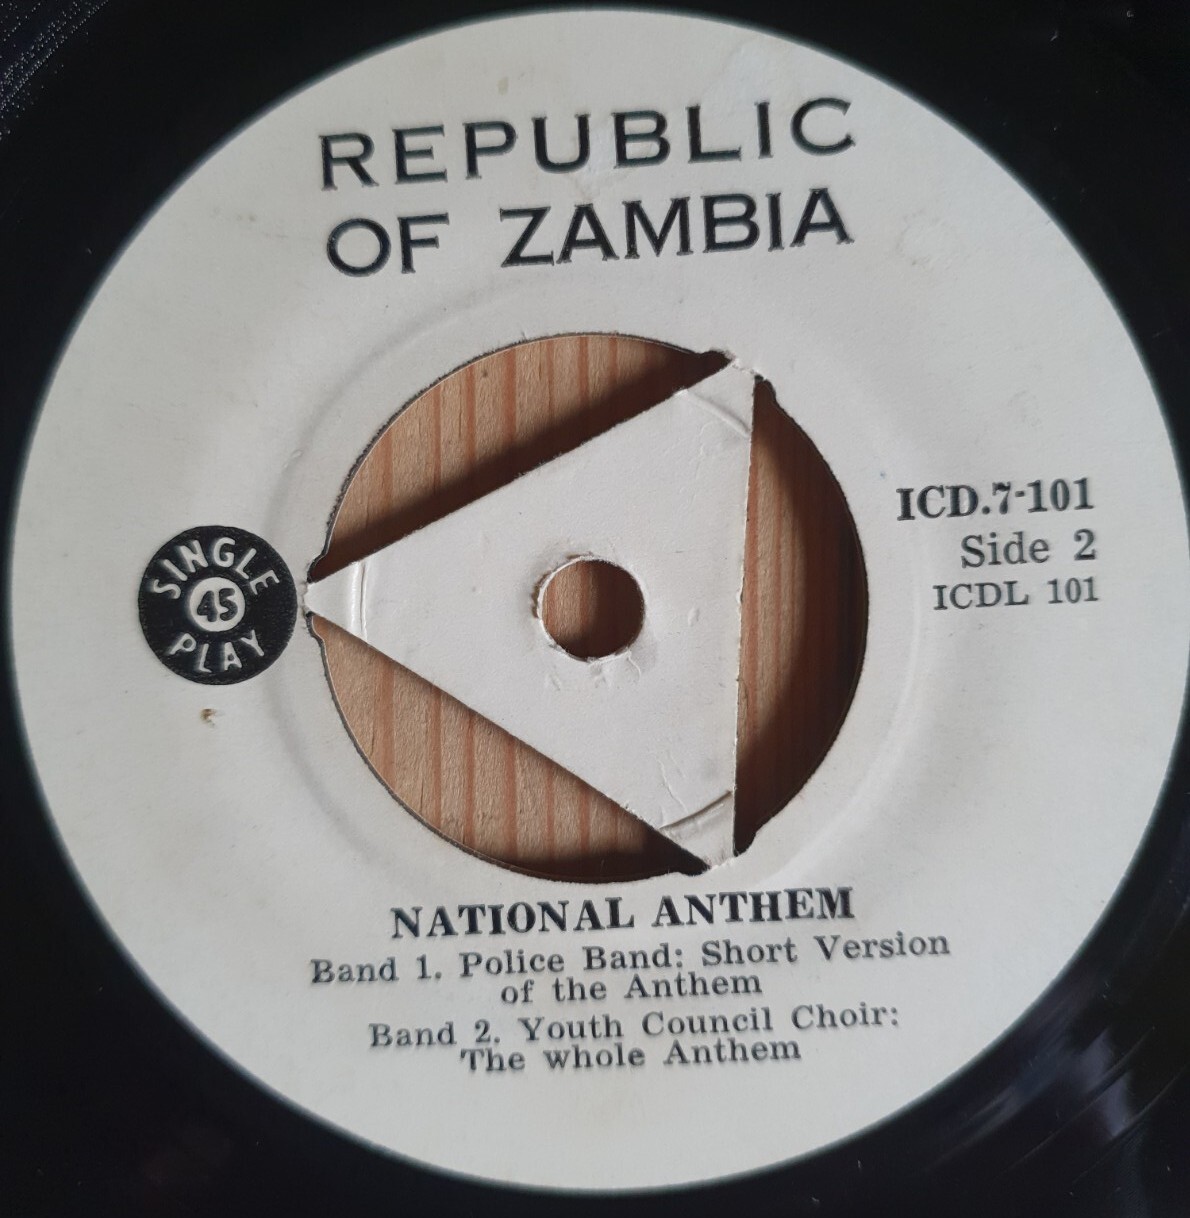 REPUBLIC
OF ZAMBIA
ICD.7-101
Side 2
ICDL 101
SINGLE
45
PLAY
NATIONAL ANTHEM
Band 1. Police Band: Short Version
of the Anthem
Band 2. Youth Council Choir:
The whole Anthem